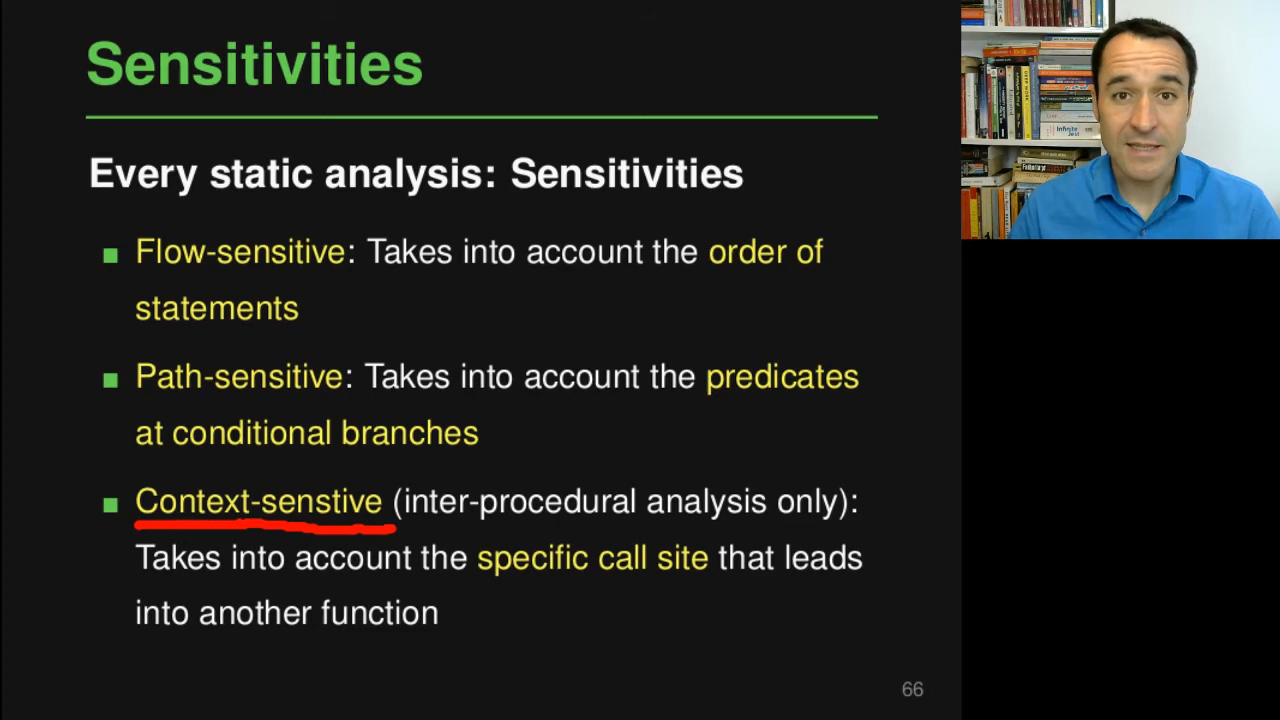 Sensitivities
Every static analysis: Sensitivities
Flow-sensitive: Takes into account the order of
statements
Path-sensitive: Takes into account the predicates
at conditional branches
Context-senstive (inter-procedural analysis only):
Takes into account the specific call site that leads
into another function
66
Infinite
Jest